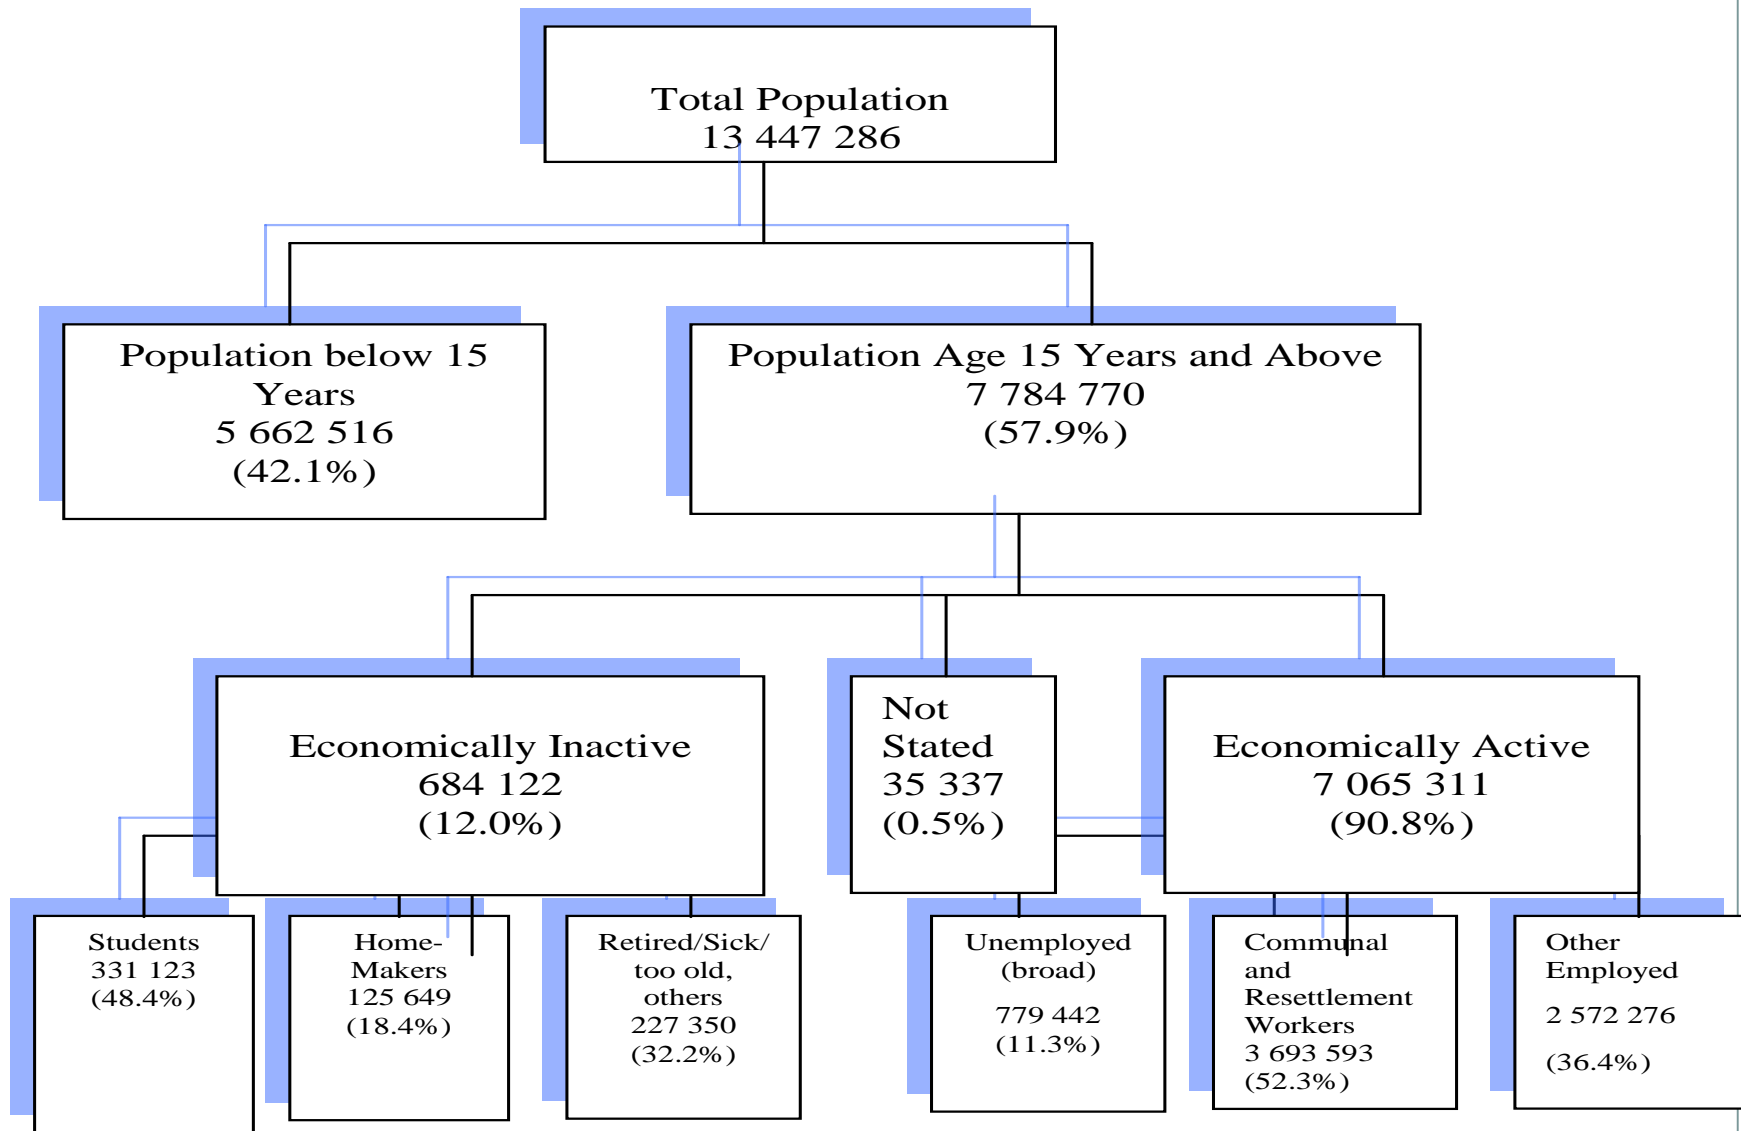 Total Population
13 447 286
Population below 15
Years
5 662 516
(42.1%)
Population Age 15 Years and Above
7 784 770
(57.9%)
Economically Inactive
684 122
(12.0%)
Not
Stated
35 337
(0.5%)
Economically Active
7 065 311
(90.8%)
Students
331 123
(48.4%)
Home-
Makers
125 649
(18.4%)
Retired/Sick/
too old,
others
227 350
(32.2%)
Unemployed
(broad)
779 442
(11.3%)
Communal
and
Resettlement
Workers
3 693 593
(52.3%)
Other
Employed
2 572 276
(36.4%)